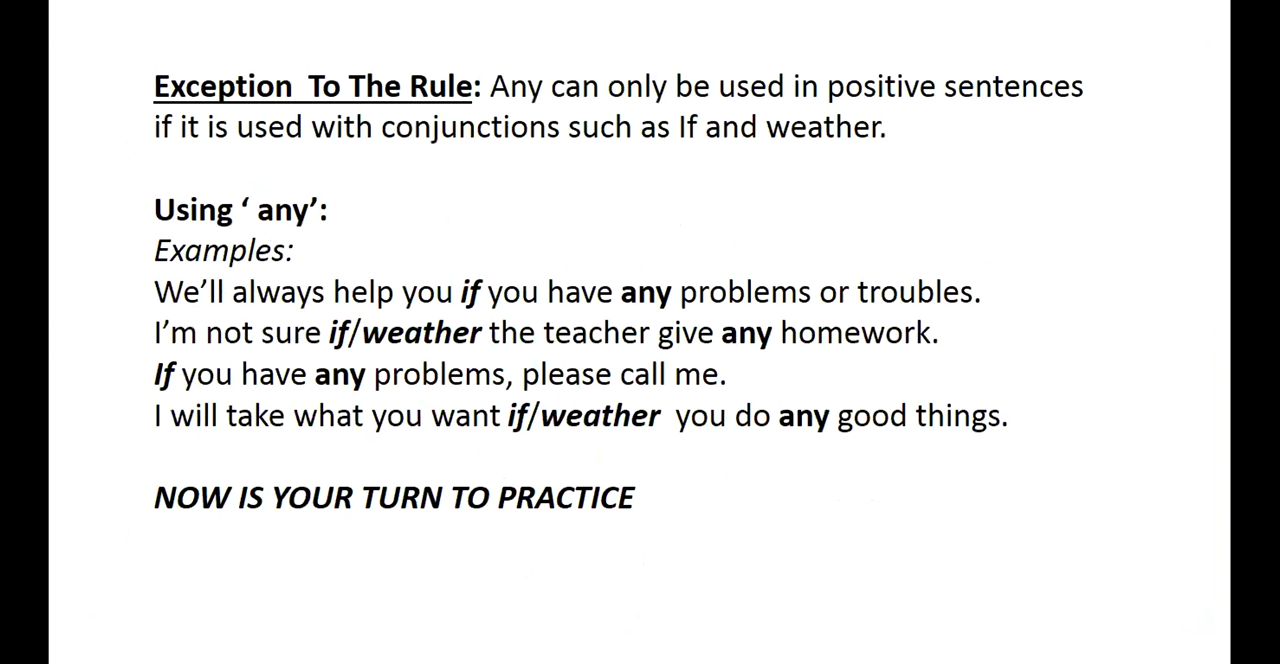 Exception  To The Rule: Any can only be used in positive sentences
if it is used with conjunctions such as If and weather.
Using ‘ any’:
Examples:
We’ll always help you if you have any problems or troubles.
I’m not sure if/weather the teacher give any homework.
If you have any problems, please call me.
I will take what you want if/weather  you do any good things.
NOW IS YOUR TURN TO PRACTICE